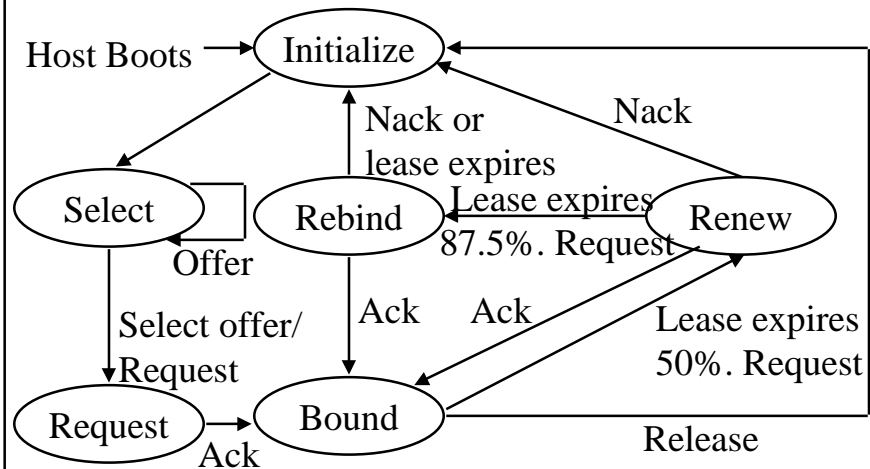 Host Boots
Initialize
Nack
Nack or
lease expires
Select
Rebind
Lease expires
87.5%. Request
Renew
Offer
Select offer/
Request
Ack
Ack
Lease expires
50%. Request
Request
Ack
Bound
Release